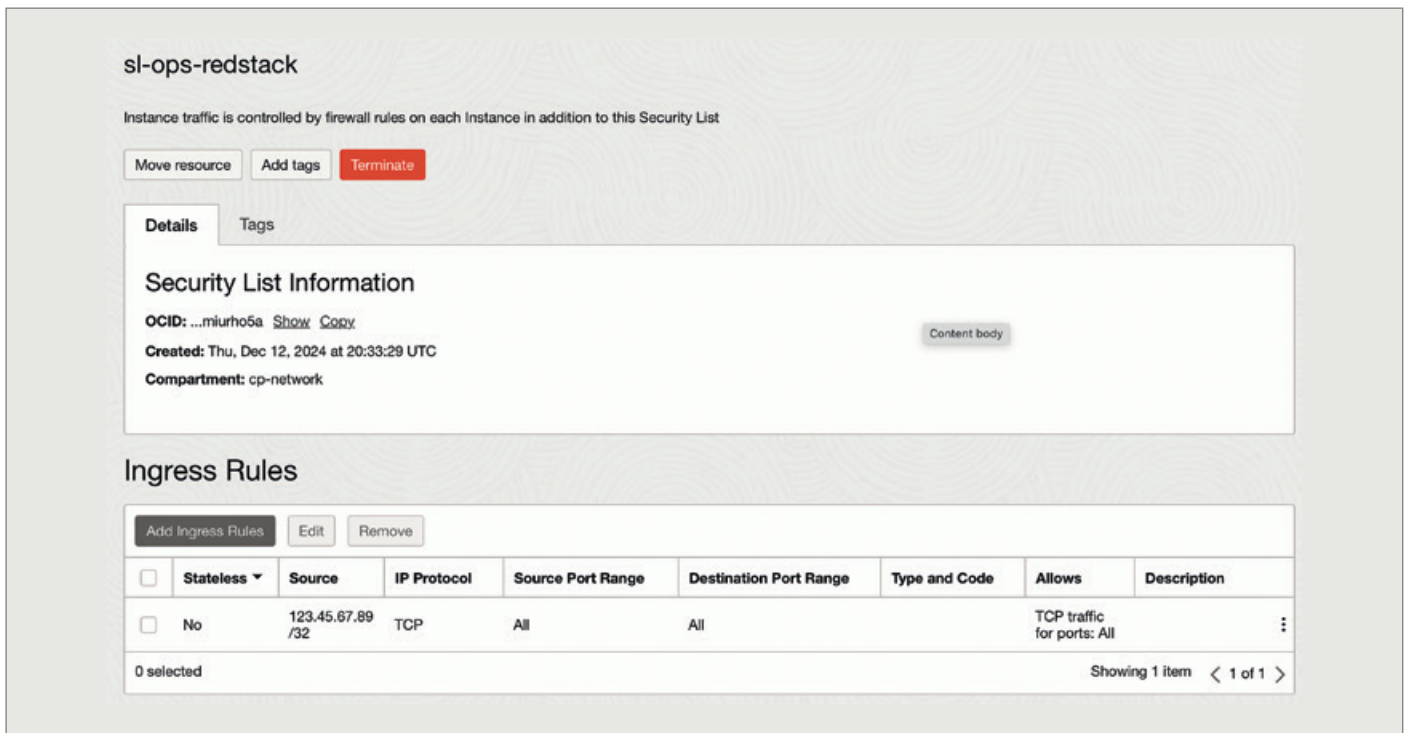 sl-ops-redstack
Instance traffic is controlled by firewall rules on each Instance in addition to this Security List
Move resource Add tags Terminate
Details Tags
Security List Information
OCID: ...miurho5a Show Copy
Content body
Created: Thu, Dec 12, 2024 at 20:33:29 UTC
Compartment: cp-network
Ingress Rules
Add Ingress Rules Edit Remove
Stateless Source IP Protocol Source Port Range Destination Port Range Type and Code Allows Description
No 123.45.67.89 TCP All All TCP traffic
/32 for ports: All
0 selected Showing 1 item 1 of 1